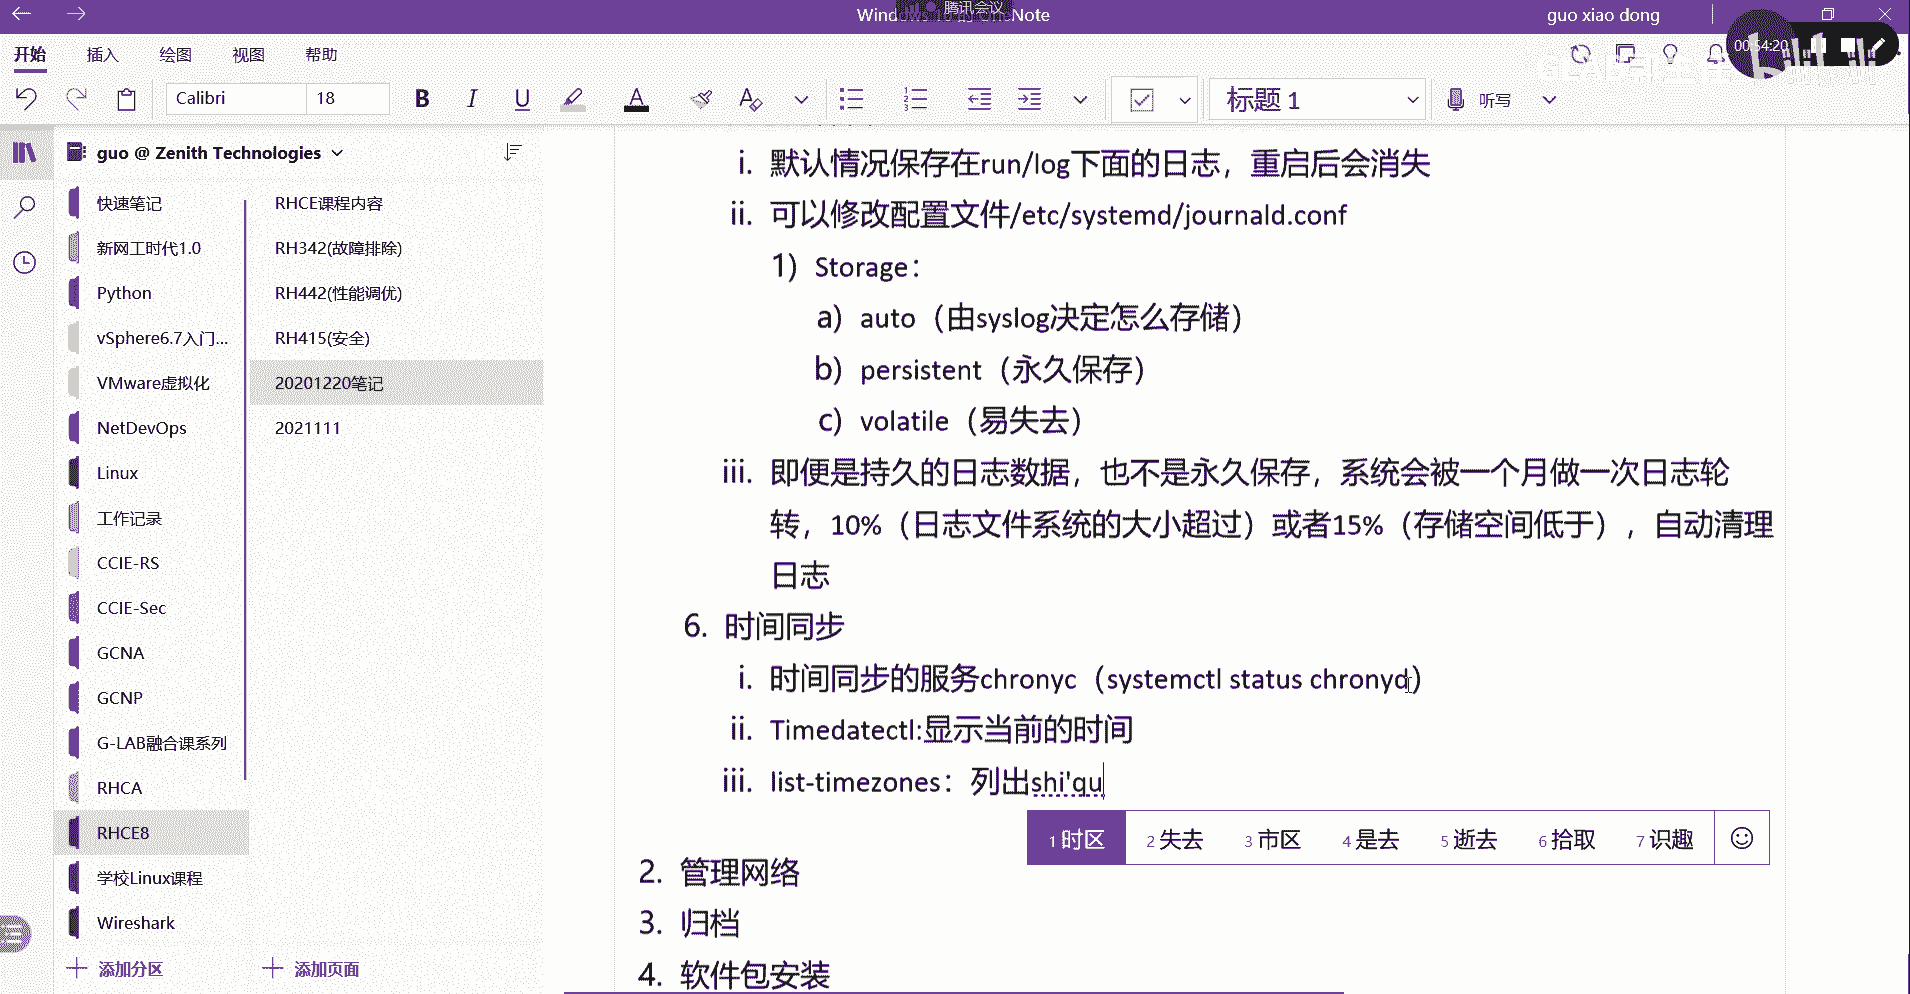 腾讯会议
Note
guo xiao dong
00:54:20
开始 插入 绘图 视图 帮助
Calibri 18 B I U A 标题 1 听写
guo @ Zenith Technologies
快速笔记
新网工时代1.0
Python
vSphere6.7入门...
VMware虚拟化
NetDevOps
Linux
工作记录
CCIE-RS
CCIE-Sec
GCNA
GCNP
G-LAB融合课系列
RHCA
RHCE8
学校Linux课程
Wireshark
添加分区
RHCE课程内容
RH342(故障排除)
RH442(性能调优)
RH415(安全)
20201220笔记
2021111
添加页面
i. 默认情况保存在run/log下面的日志，重启后会消失
ii. 可以修改配置文件/etc/systemd/journald.conf
1) Storage：
a) auto（由syslog决定怎么存储）
b) persistent（永久保存）
c) volatile（易失去）
iii. 即便是持久的日志数据，也不是永久保存，系统会被一个月做一次日志轮
转，10%（日志文件系统的大小超过）或者15%（存储空间低于），自动清理
日志
6. 时间同步
i. 时间同步的服务chronyc（systemctl status chronyd）
ii. Timedatectl:显示当前的时间
iii. list-timezones：列出shi'qu
1 时区 2 失去 3 市区 4 是去 5 逝去 6 拾取 7 识趣
2. 管理网络
3. 归档
4. 软件包安装